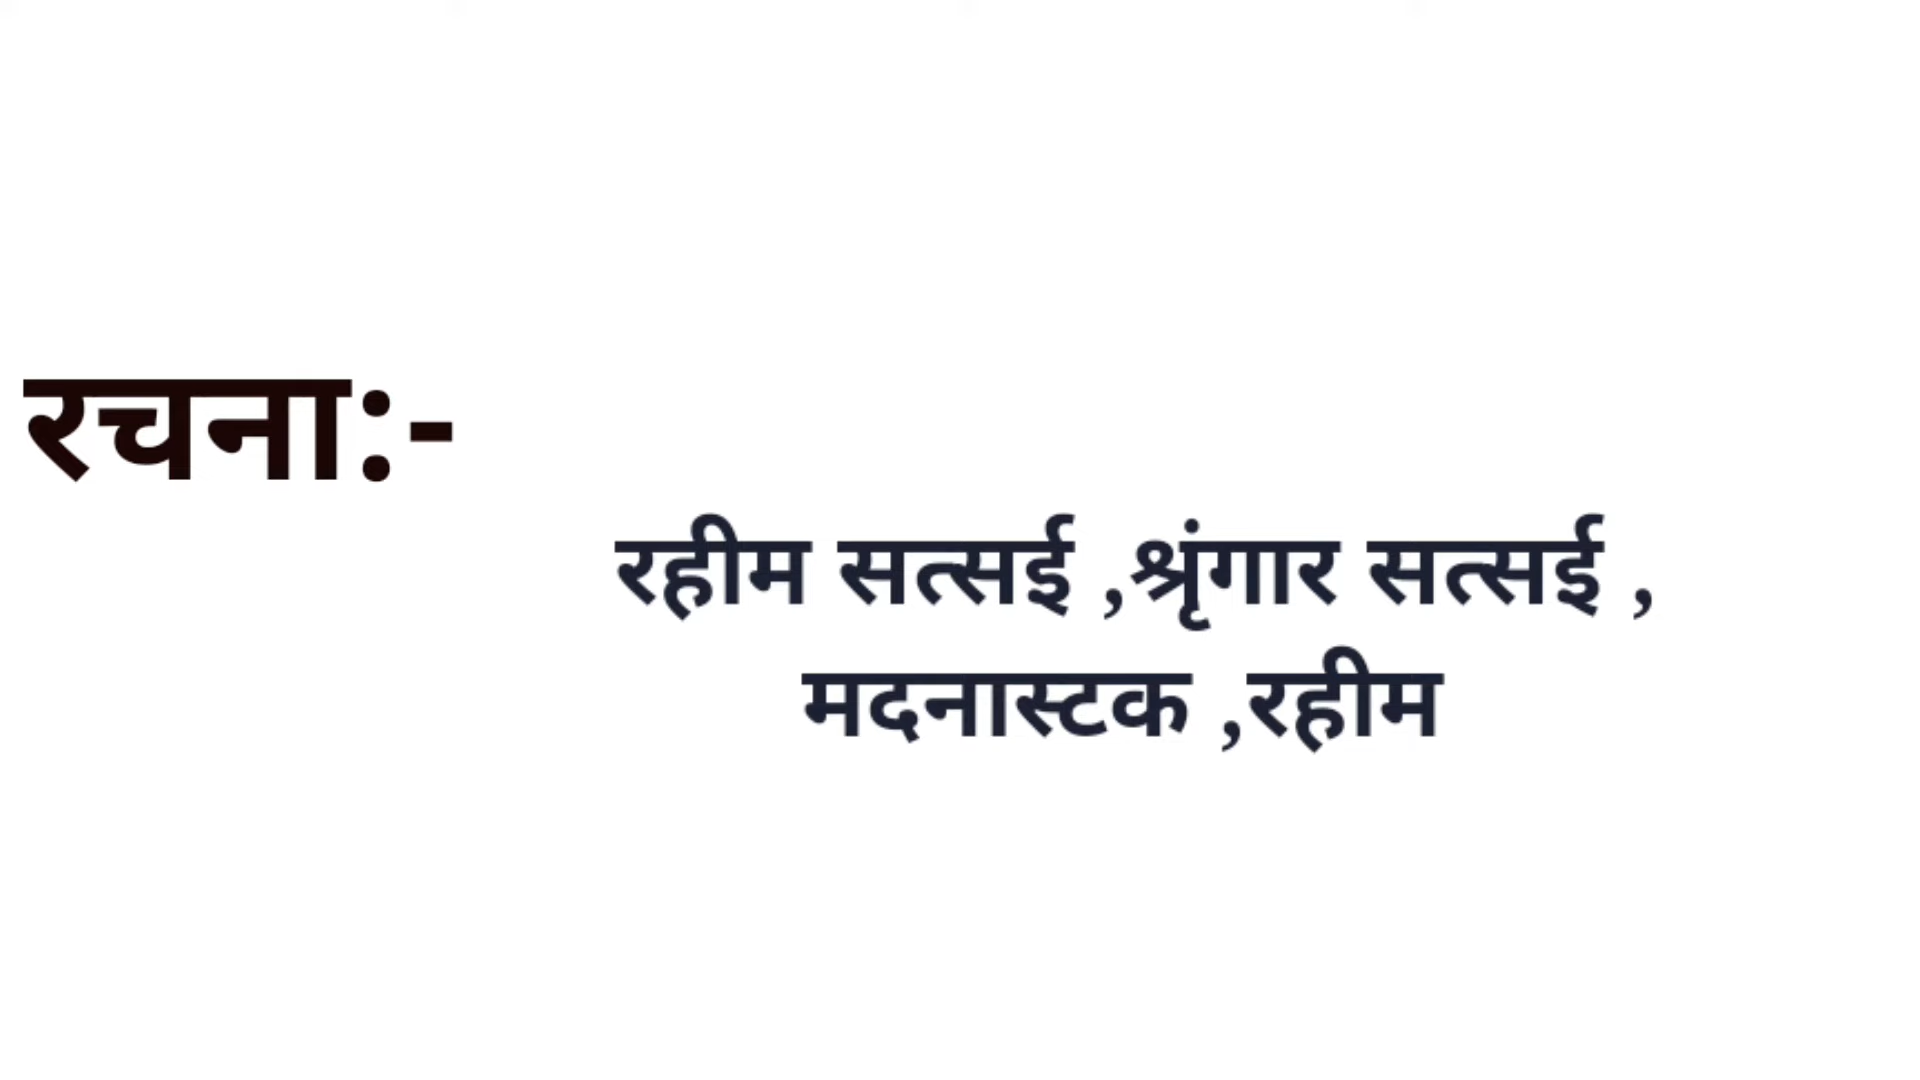 रचना:-
रहीम सत्सई ,श्रृंगार सत्सई ,
मदनास्टक ,रहीम